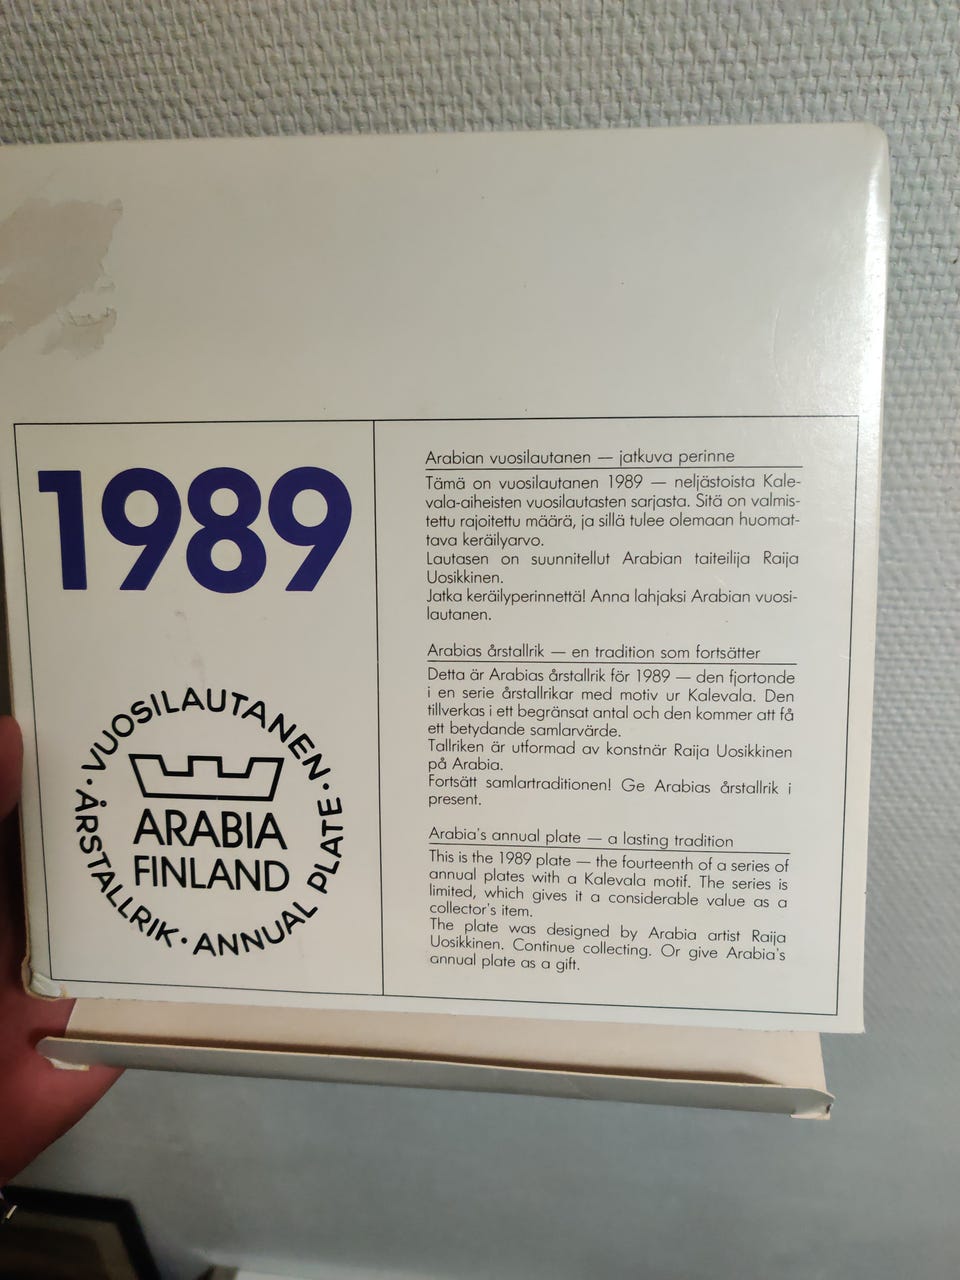 1989
· VUOSILAUTANEN ·
ÅRSTALLRIK · ANNUAL PLATE
ARABIA
FINLAND
Arabian vuosilautanen — jatkuva perinne
Tämä on vuosilautanen 1989 — neljästoista Kale-
vala-aiheisten vuosilautasten sarjasta. Sitä on valmis-
tettu rajoitettu määrä, ja sillä tulee olemaan huomat-
tava keräilyarvo.
Lautasen on suunnitellut Arabian taiteilija Raija
Uosikkinen.
Jatka keräilyperinnettä! Anna lahjaksi Arabian vuosi-
lautanen.
Arabias årstallrik — en tradition som fortsätter
Detta är Arabias årstallrik för 1989 — den fjortonde
i en serie årstallrikar med motiv ur Kalevala. Den
tillverkas i ett begränsat antal och den kommer att få
ett betydande samlarvärde.
Tallriken är utformad av konstnär Raija Uosikkinen
på Arabia.
Fortsätt samlartraditionen! Ge Arabias årstallrik i
present.
Arabia's annual plate — a lasting tradition
This is the 1989 plate — the fourteenth of a series of
annual plates with a Kalevala motif. The series is
limited, which gives it a considerable value as a
collector's item.
The plate was designed by Arabia artist Raija
Uosikkinen. Continue collecting. Or give Arabia's
annual plate as a gift.